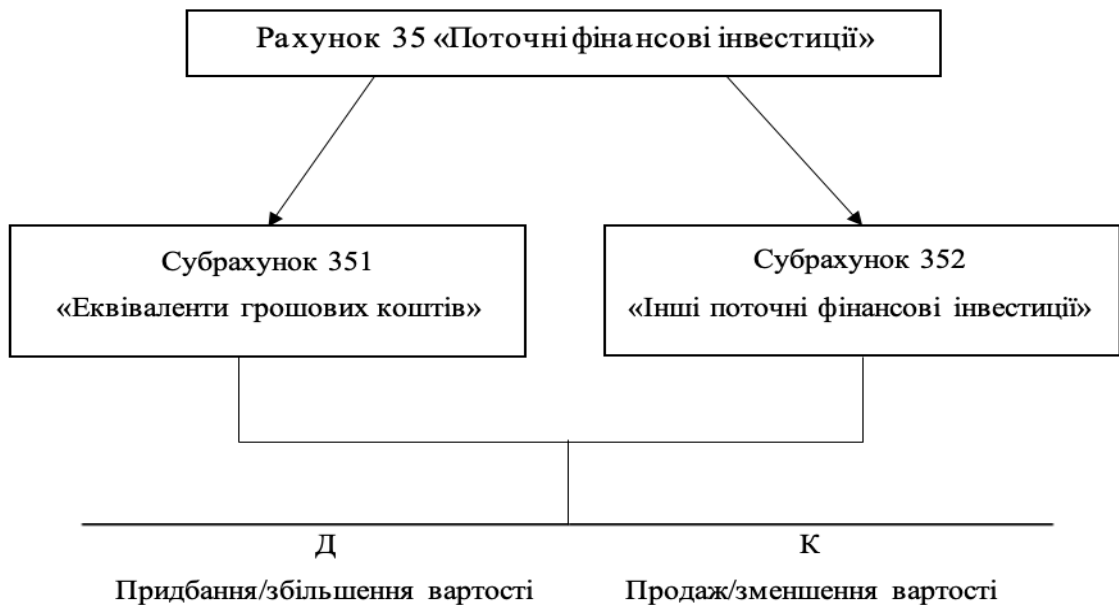 Рахунок 35 «Поточні фінансові інвестиції»
Субрахунок 351
«Еквіваленти грошових коштів»
Субрахунок 352
«Інші поточні фінансові інвестиції»
Д
К
Придбання/збільшення вартості
Продаж/зменшення вартості